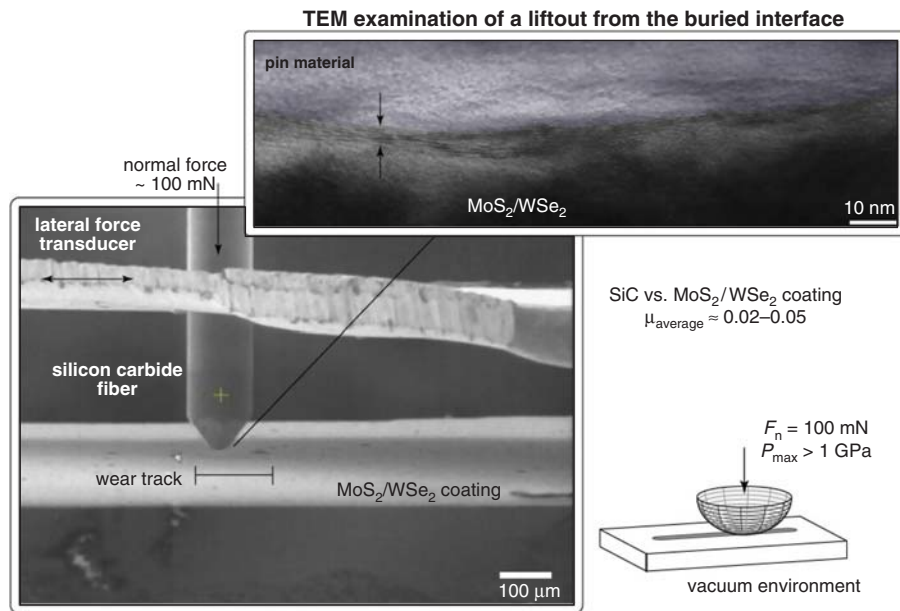 TEM examination of a liftout from the buried interface
pin material
MoS₂/WSe₂
10 nm
normal force
~ 100 mN
lateral force
transducer
silicon carbide
fiber
wear track
MoS₂/WSe₂ coating
100 μm
SiC vs. MoS₂/WSe₂ coating
μaverage ≈ 0.02–0.05
Fn = 100 mN
Pmax > 1 GPa
vacuum environment